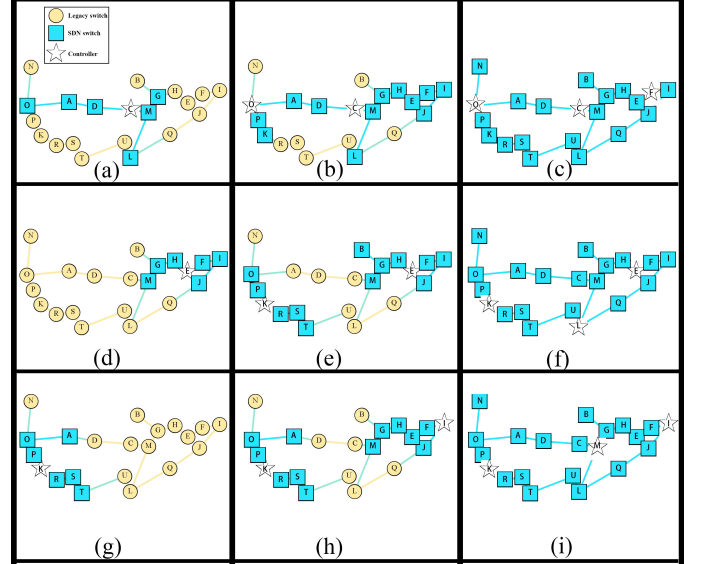 Legacy switch
SDN switch
Controller
N B G H F I
O A D C M E
P J
K R S U Q
T L
(a)
N B G H F I
O A D C M E
P J
K R S U Q
T L
(b)
N B G H F I
O A D C M E
P J
K R S U Q
T L
(c)
N B G H F I
O A D C M E
P J
K R S U Q
T L
(d)
N B G H F I
O A D C M E
P J
K R S U Q
T L
(e)
N B G H F I
O A D C M E
P J
K R S U Q
T L
(f)
N B G H F I
O A D C M E
P J
K R S U Q
T L
(g)
N B G H F I
O A D C M E
P J
K R S U Q
T L
(h)
N B G H F I
O A D C M E
P J
K R S U Q
T L
(i)